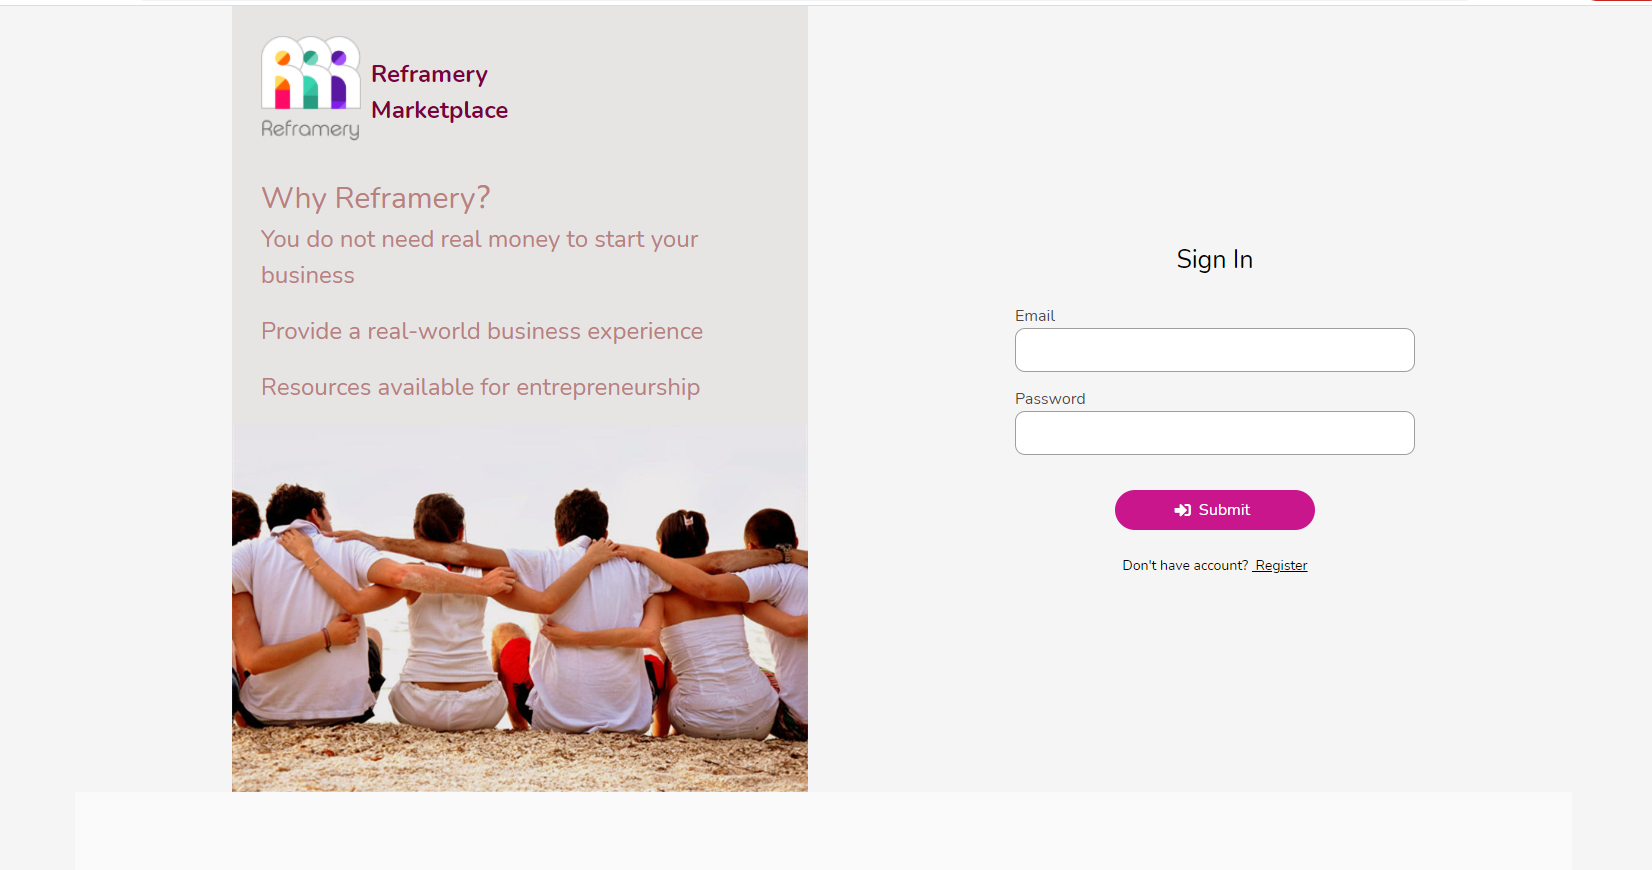 Reframery
Reframery
Marketplace
Why Reframery?
You do not need real money to start your
business
Provide a real-world business experience
Resources available for entrepreneurship
Sign In
Email
Password
Submit
Don't have account? Register